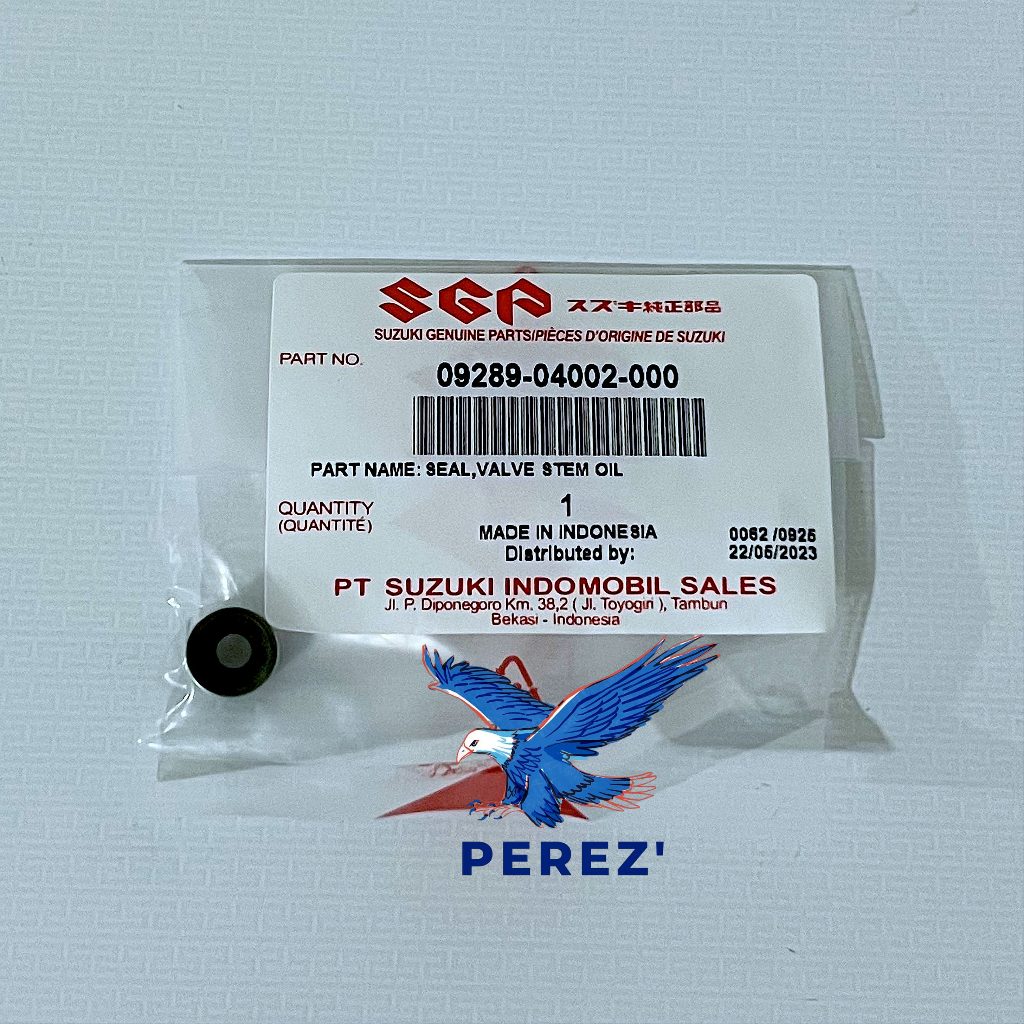 SGP スズキ純正部品
SUZUKI GENUINE PARTS/PIÈCES D'ORIGINE DE SUZUKI
PART NO.
09289-04002-000
PART NAME: SEAL,VALVE STEM OIL
QUANTITY
(QUANTITÉ)
1
MADE IN INDONESIA
Distributed by:
0062 /0925
22/05/2023
PT SUZUKI INDOMOBIL SALES
Jl. P. Diponegoro Km. 38,2 ( Jl. Toyogiri ), Tambun
Bekasi - Indonesia
PEREZ'